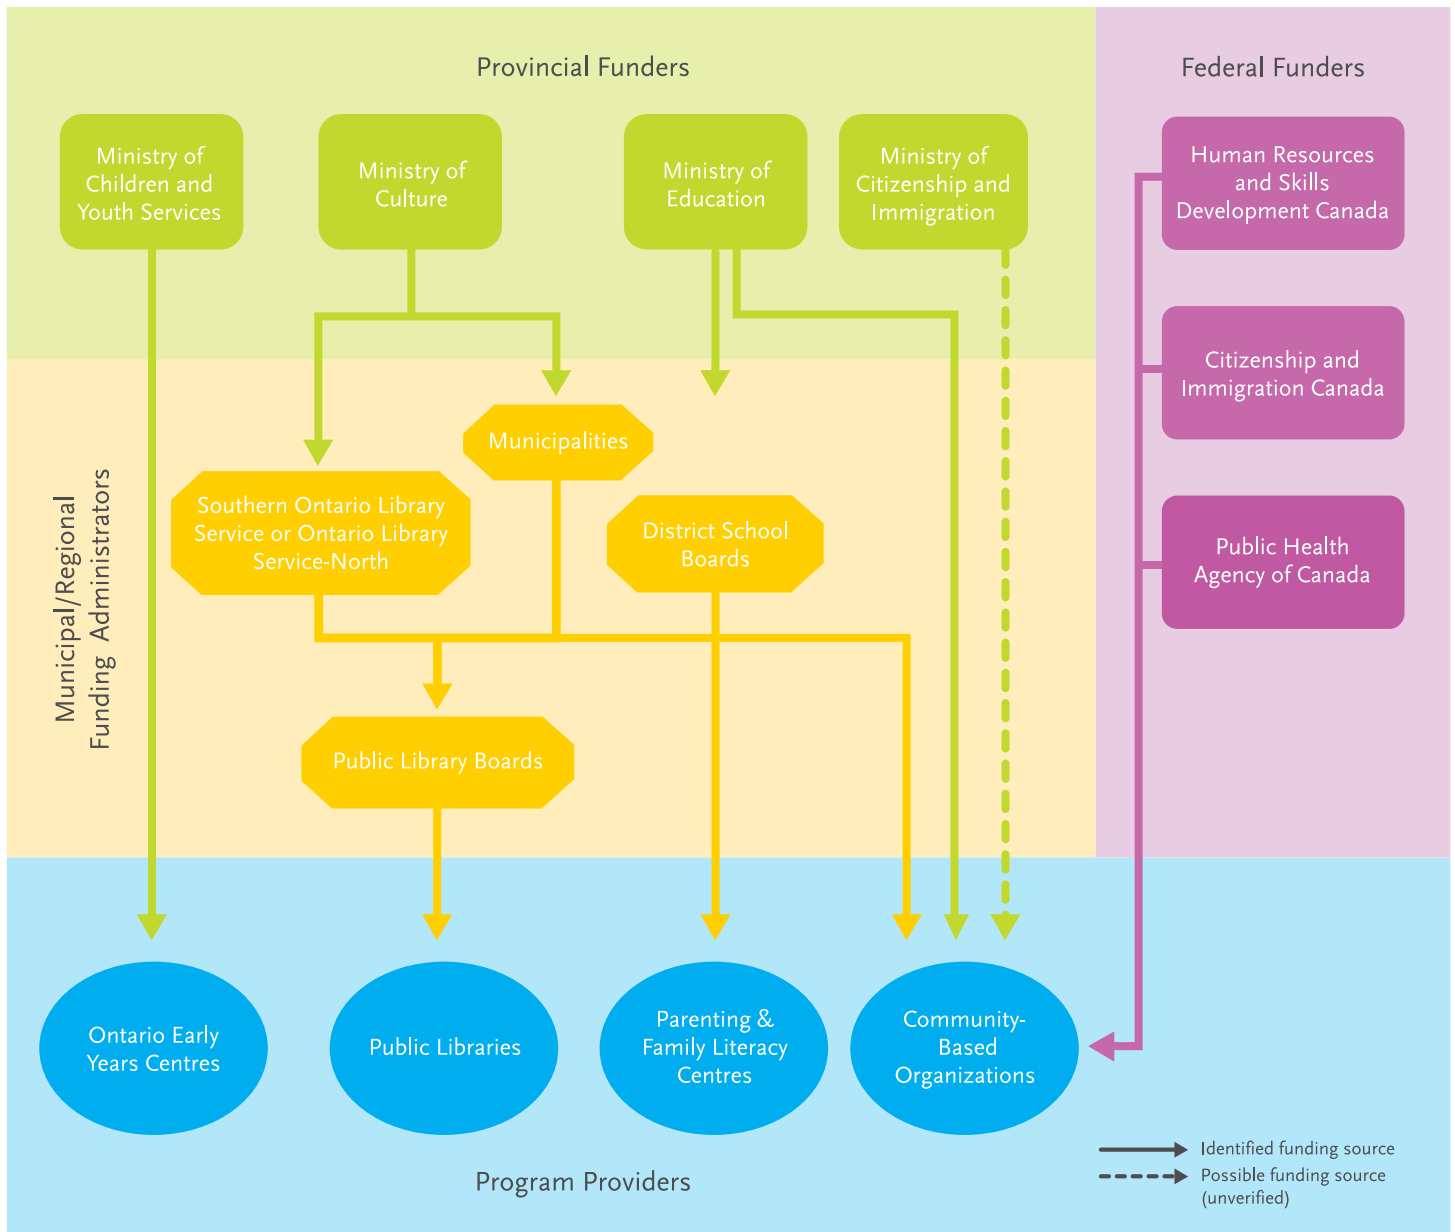 Provincial Funders
Federal Funders
Ministry of
Children and
Youth Services
Ministry of
Culture
Ministry of
Education
Ministry of
Citizenship and
Immigration
Human Resources
and Skills
Development Canada
Citizenship and
Immigration Canada
Public Health
Agency of Canada
Municipal/Regional
Funding Administrators
Municipalities
Southern Ontario Library
Service or Ontario Library
Service-North
District School
Boards
Public Library Boards
Ontario Early
Years Centres
Public Libraries
Parenting &
Family Literacy
Centres
Community-
Based
Organizations
Program Providers
Identified funding source
Possible funding source
(unverified)